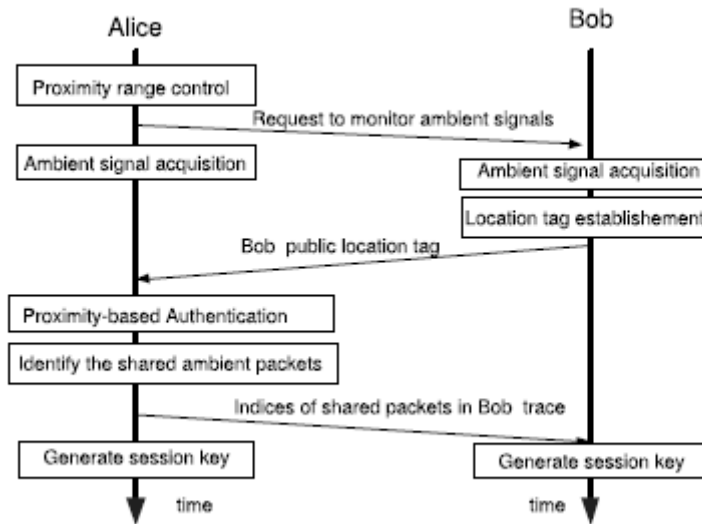 Alice
Bob
Proximity range control
Request to monitor ambient signals
Ambient signal acquisition
Ambient signal acquisition
Location tag establishement
Bob public location tag
Proximity-based Authentication
Identify the shared ambient packets
Indices of shared packets in Bob trace
Generate session key
Generate session key
time
time